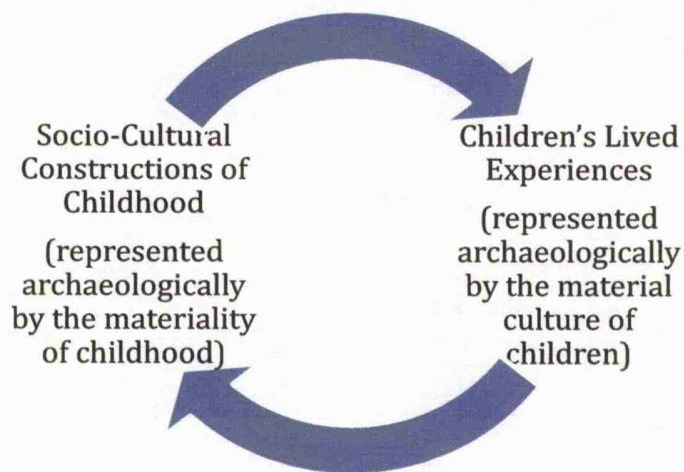 Socio-Cultural
Constructions of
Childhood
(represented
archaeologically
by the materiality
of childhood)
Children's Lived
Experiences
(represented
archaeologically
by the material
culture of
children)